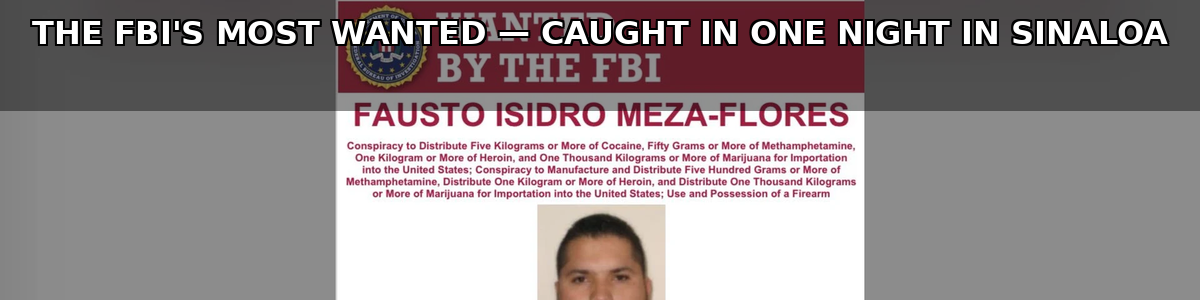 THE FBI'S MOST WANTED — CAUGHT IN ONE NIGHT IN SINALOA
WANTED
BY THE FBI
FAUSTO ISIDRO MEZA-FLORES
Conspiracy to Distribute Five Kilograms or More of Cocaine, Fifty Grams or More of Methamphetamine,
One Kilogram or More of Heroin, and One Thousand Kilograms or More of Marijuana for Importation
into the United States; Conspiracy to Manufacture and Distribute Five Hundred Grams or More of
Methamphetamine, Distribute One Kilogram or More of Heroin, and Distribute One Thousand Kilograms
or More of Marijuana for Importation into the United States; Use and Possession of a Firearm